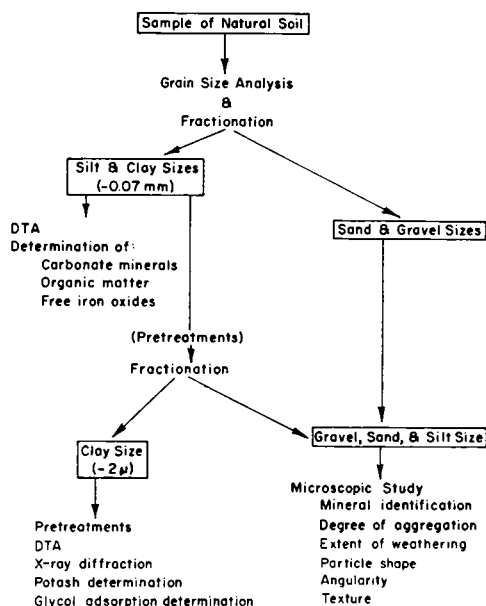 Sample of Natural Soil
Grain Size Analysis
&
Fractionation
Silt & Clay Sizes
(-0.07 mm)
Sand & Gravel Sizes
DTA
Determination of:
Carbonate minerals
Organic matter
Free iron oxides
(Pretreatments)
Fractionation
Clay Size
(-2μ)
Gravel, Sand, & Silt Size
Pretreatments
DTA
X-ray diffraction
Potash determination
Glycol adsorption determination
Microscopic Study
Mineral identification
Degree of aggregation
Extent of weathering
Particle shape
Angularity
Texture